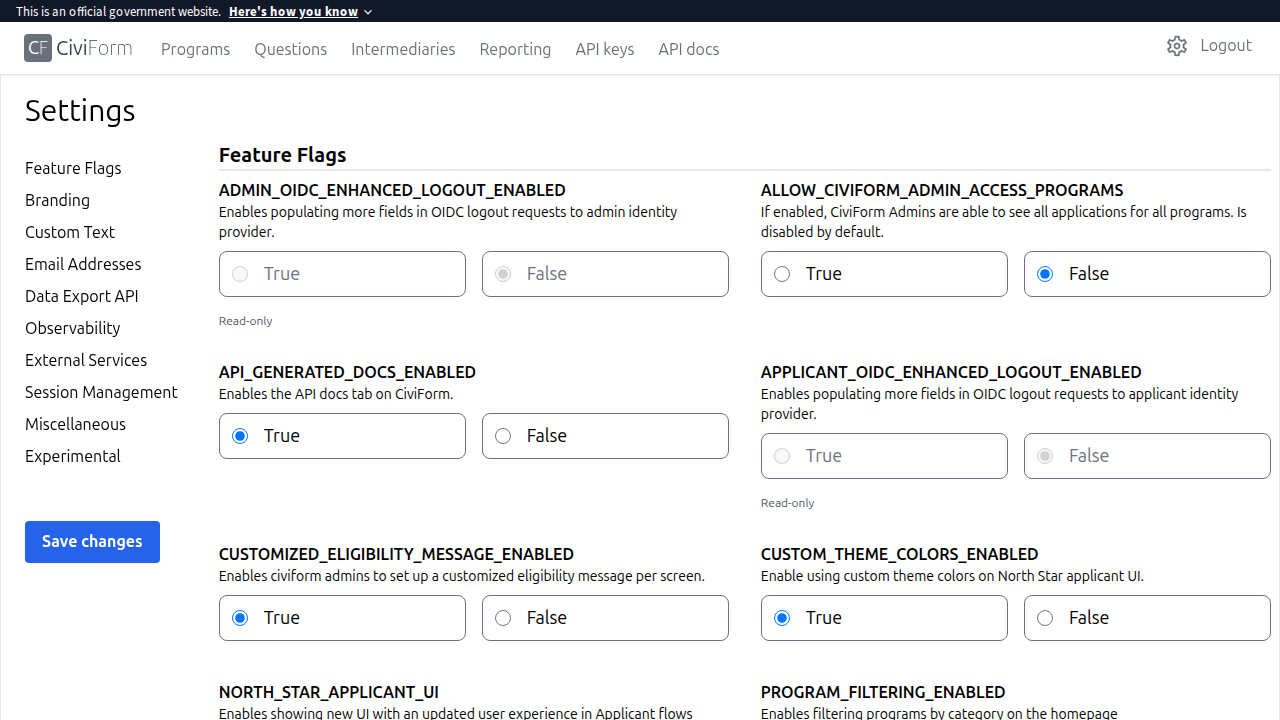 This is an official government website. Here's how you know
CF CiviForm Programs Questions Intermediaries Reporting API keys API docs Logout
Settings
Feature Flags
Branding
Custom Text
Email Addresses
Data Export API
Observability
External Services
Session Management
Miscellaneous
Experimental
Save changes
Feature Flags
ADMIN_OIDC_ENHANCED_LOGOUT_ENABLED
Enables populating more fields in OIDC logout requests to admin identity
provider.
True False
Read-only
ALLOW_CIVIFORM_ADMIN_ACCESS_PROGRAMS
If enabled, CiviForm Admins are able to see all applications for all programs. Is
disabled by default.
True False
API_GENERATED_DOCS_ENABLED
Enables the API docs tab on CiviForm.
True False
APPLICANT_OIDC_ENHANCED_LOGOUT_ENABLED
Enables populating more fields in OIDC logout requests to applicant identity
provider.
True False
Read-only
CUSTOMIZED_ELIGIBILITY_MESSAGE_ENABLED
Enables civiform admins to set up a customized eligibility message per screen.
True False
CUSTOM_THEME_COLORS_ENABLED
Enable using custom theme colors on North Star applicant UI.
True False
NORTH_STAR_APPLICANT_UI
Enables showing new UI with an updated user experience in Applicant flows
PROGRAM_FILTERING_ENABLED
Enables filtering programs by category on the homepage